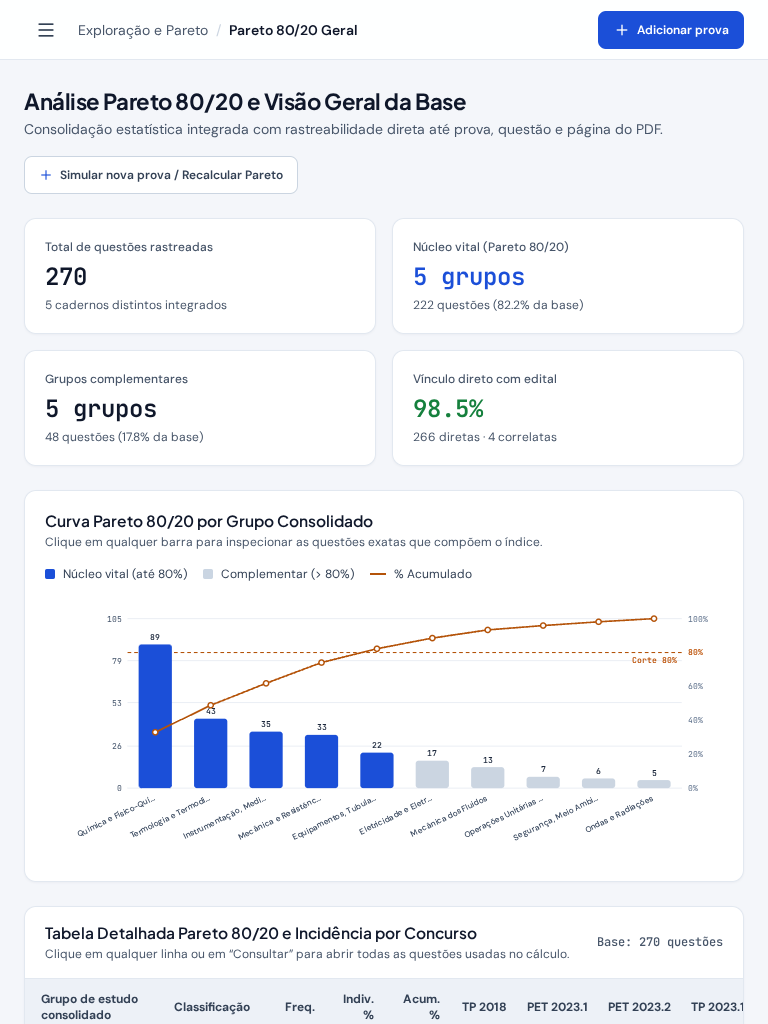 Exploração e Pareto / Pareto 80/20 Geral
Adicionar prova
Análise Pareto 80/20 e Visão Geral da Base
Consolidação estatística integrada com rastreabilidade direta até prova, questão e página do PDF.
Simular nova prova / Recalcular Pareto
Total de questões rastreadas
270
5 cadernos distintos integrados
Núcleo vital (Pareto 80/20)
5 grupos
222 questões (82.2% da base)
Grupos complementares
5 grupos
48 questões (17.8% da base)
Vínculo direto com edital
98.5%
266 diretas · 4 correlatas
Curva Pareto 80/20 por Grupo Consolidado
Clique em qualquer barra para inspecionar as questões exatas que compõem o índice.
Núcleo vital (até 80%)
Complementar (> 80%)
% Acumulado
105
79
53
26
0
89
43
35
33
22
17
13
7
6
5
100%
80%
Corte 80%
60%
40%
20%
0%
Química e Físico-Quí...
Termologia e Termodi...
Instrumentação, Medi...
Mecânica e Resistênc...
Equipamentos, Tubula...
Eletricidade e Eletr...
Mecânica dos Fluidos
Operações Unitárias ...
Segurança, Meio Ambi...
Ondas e Radiações
Tabela Detalhada Pareto 80/20 e Incidência por Concurso
Clique em qualquer linha ou em “Consultar” para abrir todas as questões usadas no cálculo.
Base: 270 questões
Grupo de estudo consolidado
Classificação
Freq.
Indiv. %
Acum. %
TP 2018
PET 2023.1
PET 2023.2
TP 2023.1